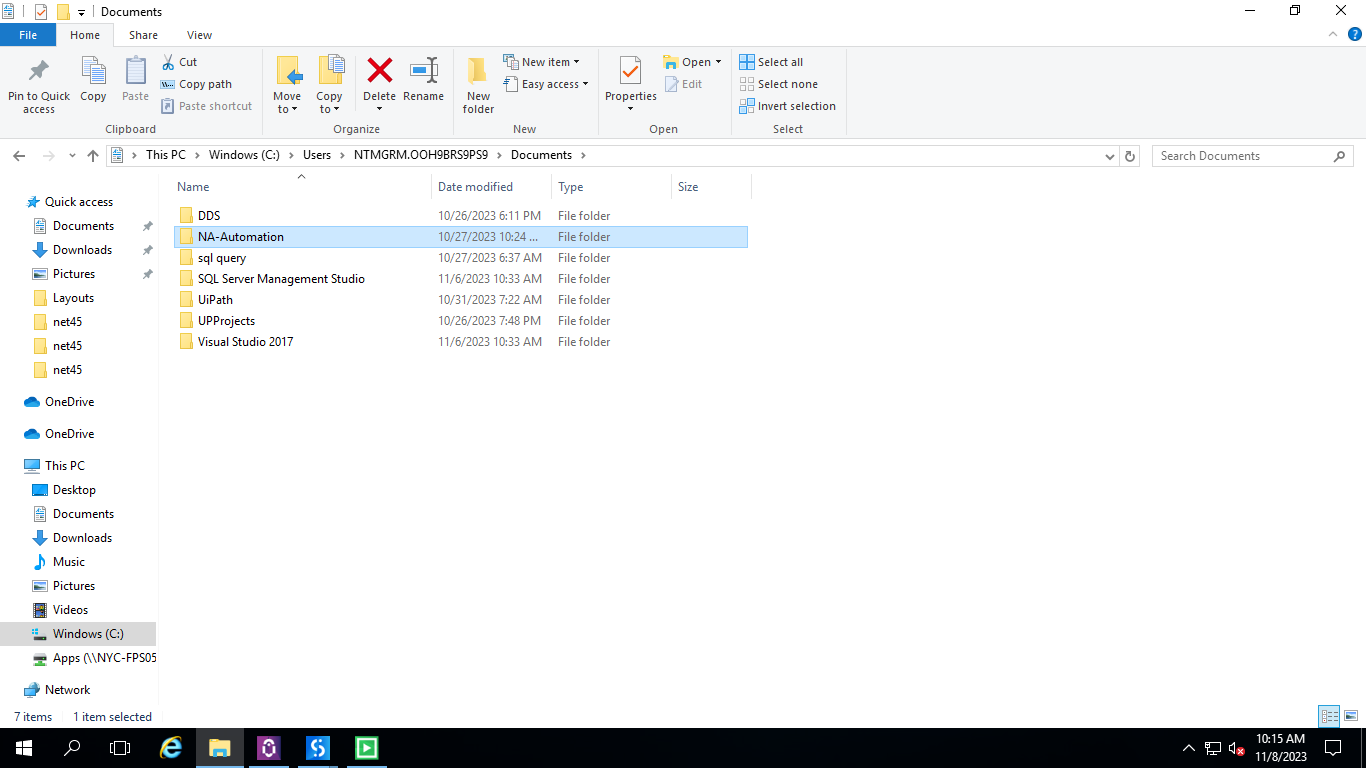 Documents
File Home Share View
Pin to Quick access
Copy
Paste
Cut
Copy path
Paste shortcut
Clipboard
Move to
Copy to
Delete
Rename
Organize
New folder
New item
Easy access
New
Properties
Open
Edit
Open
Select all
Select none
Invert selection
Select
This PC Windows (C:) Users NTMGRM.OOH9BRS9PS9 Documents
Search Documents
Quick access
Documents
Downloads
Pictures
Layouts
net45
net45
net45
OneDrive
OneDrive
This PC
Desktop
Documents
Downloads
Music
Pictures
Videos
Windows (C:)
Apps (\\NYC-FPS05
Network
Name Date modified Type Size
DDS 10/26/2023 6:11 PM File folder
NA-Automation 10/27/2023 10:24 ... File folder
sql query 10/27/2023 6:37 AM File folder
SQL Server Management Studio 11/6/2023 10:33 AM File folder
UiPath 10/31/2023 7:22 AM File folder
UPProjects 10/26/2023 7:48 PM File folder
Visual Studio 2017 11/6/2023 10:33 AM File folder
7 items 1 item selected
10:15 AM
11/8/2023